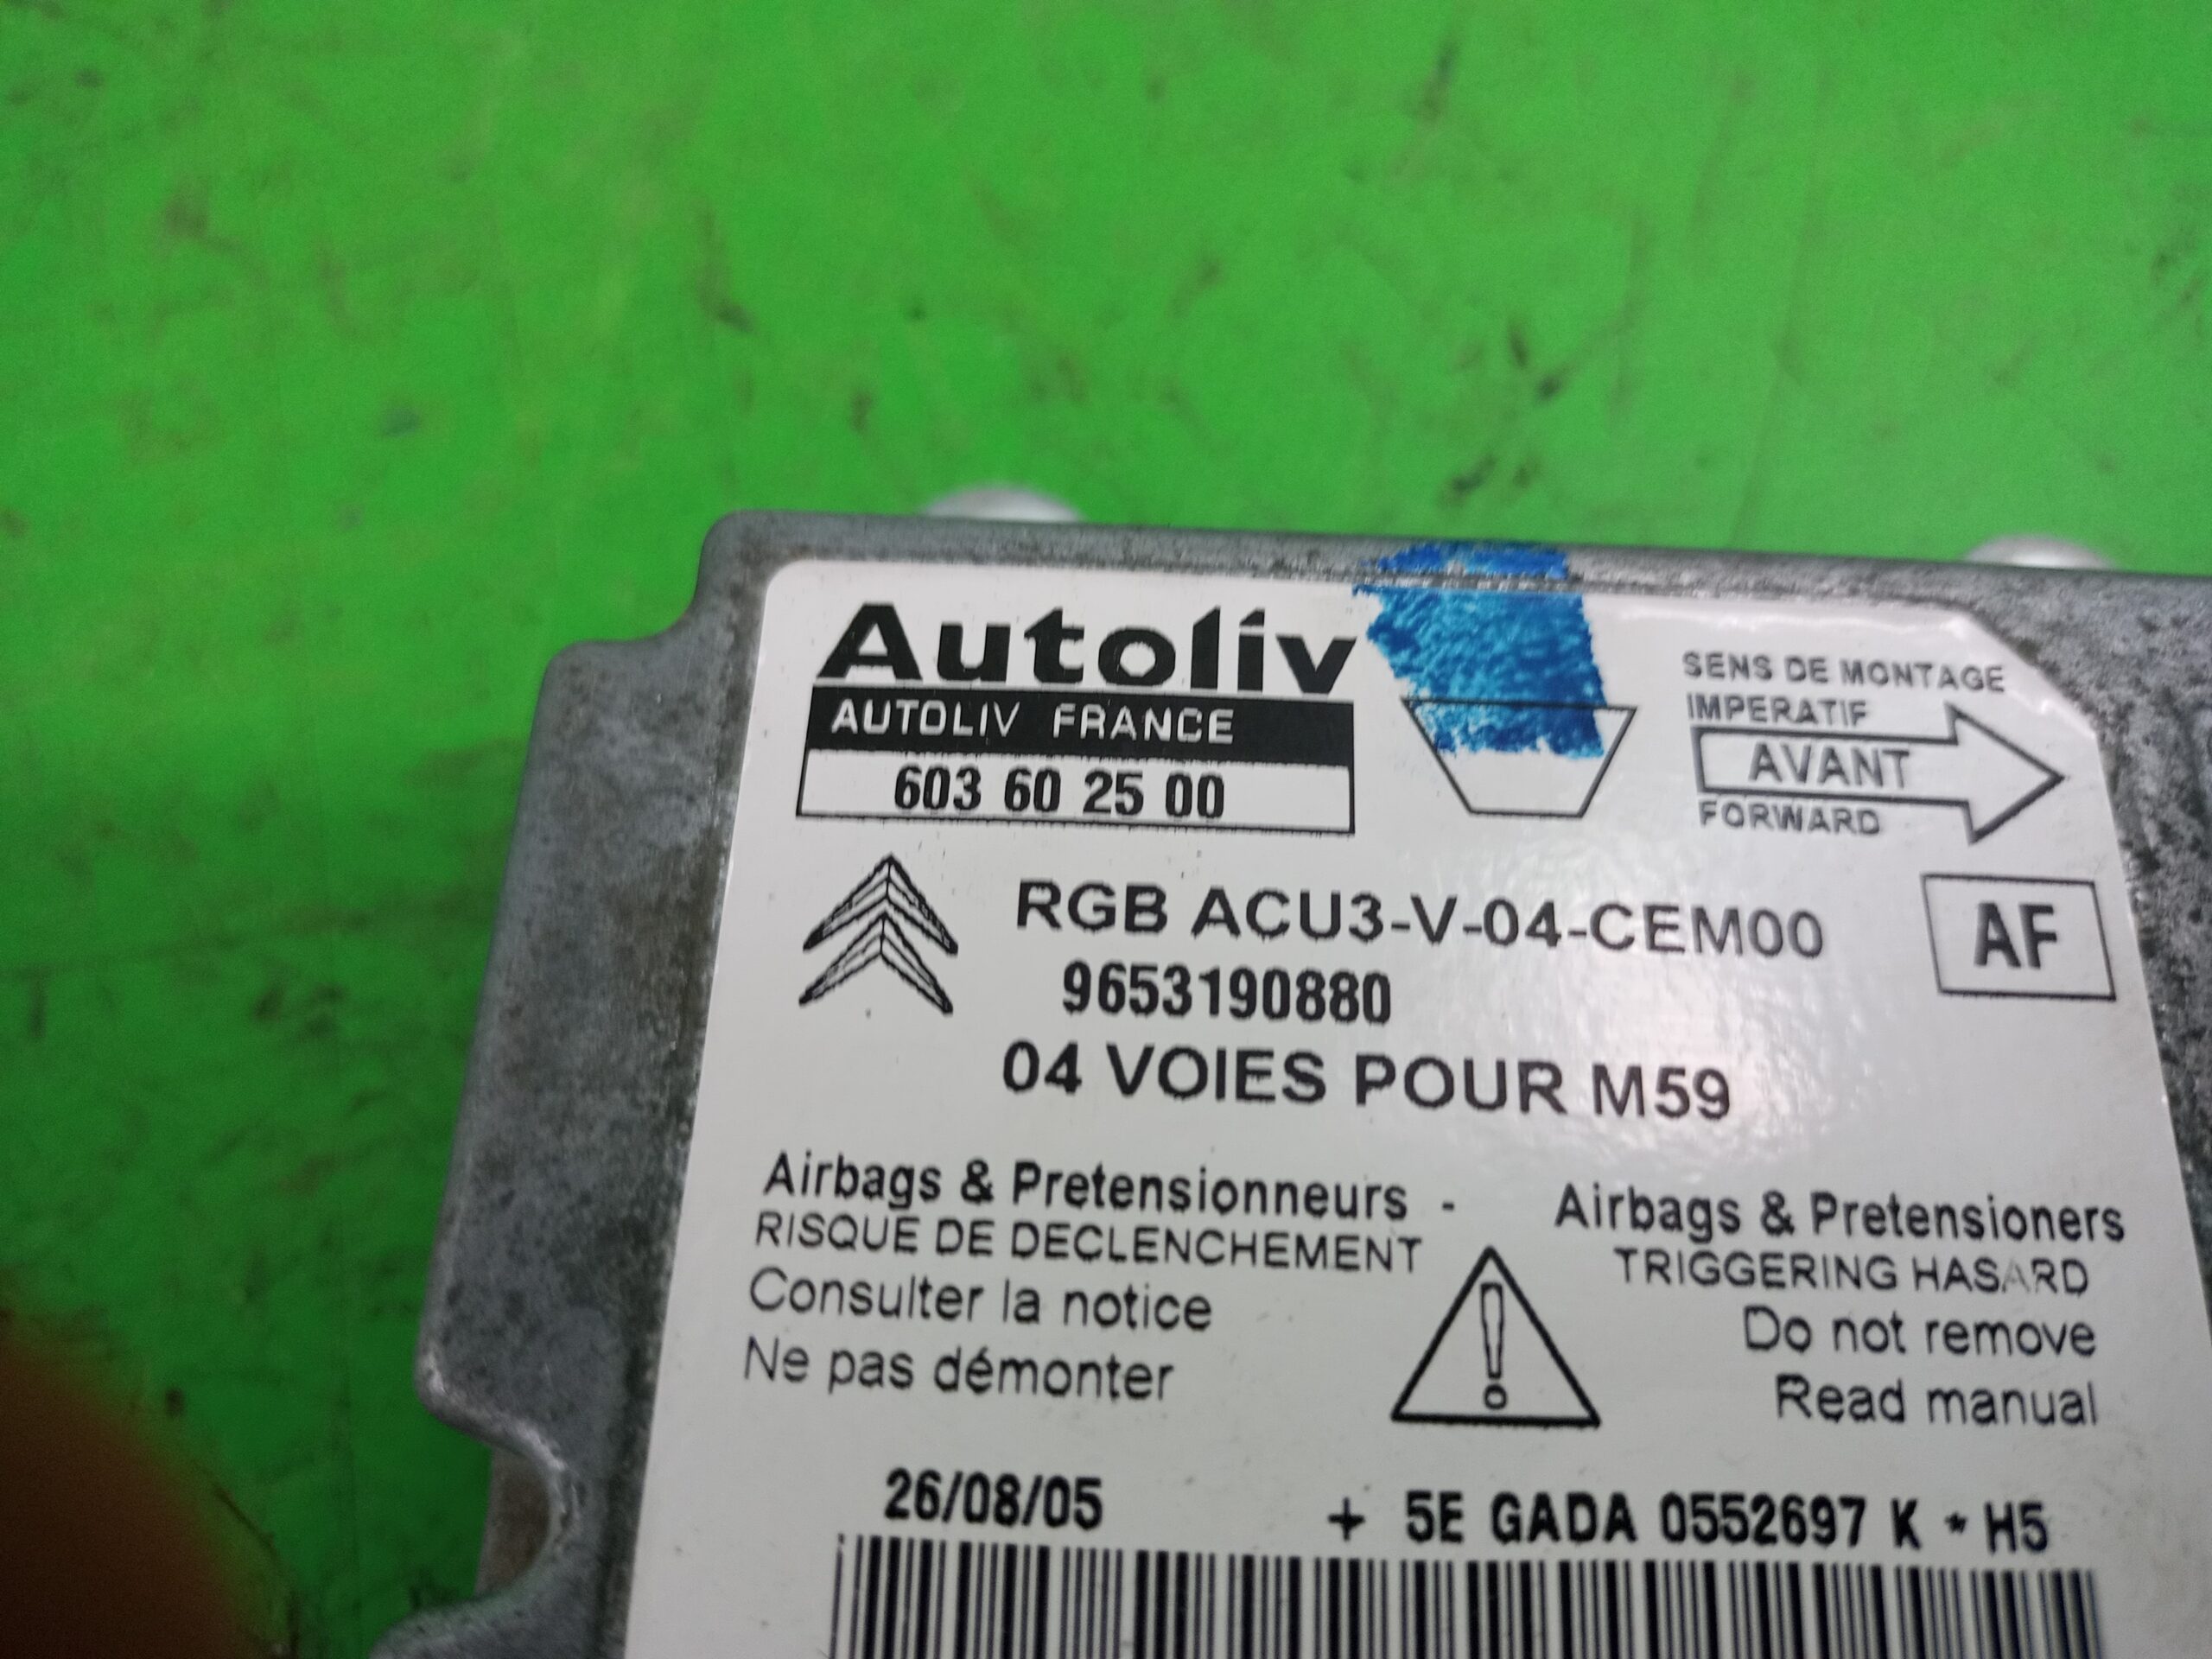 Autoliv
AUTOLIV FRANCE
603 60 25 00
SENS DE MONTAGE
IMPERATIF
AVANT
FORWARD
RGB ACU3-V-04-CEM00
AF
9653190880
04 VOIES POUR M59
Airbags & Pretensionneurs -
RISQUE DE DECLENCHEMENT
Consulter la notice
Ne pas démonter
Airbags & Pretensioners
TRIGGERING HASARD
Do not remove
Read manual
26/08/05 + 5E GADA 0552697 K * H5